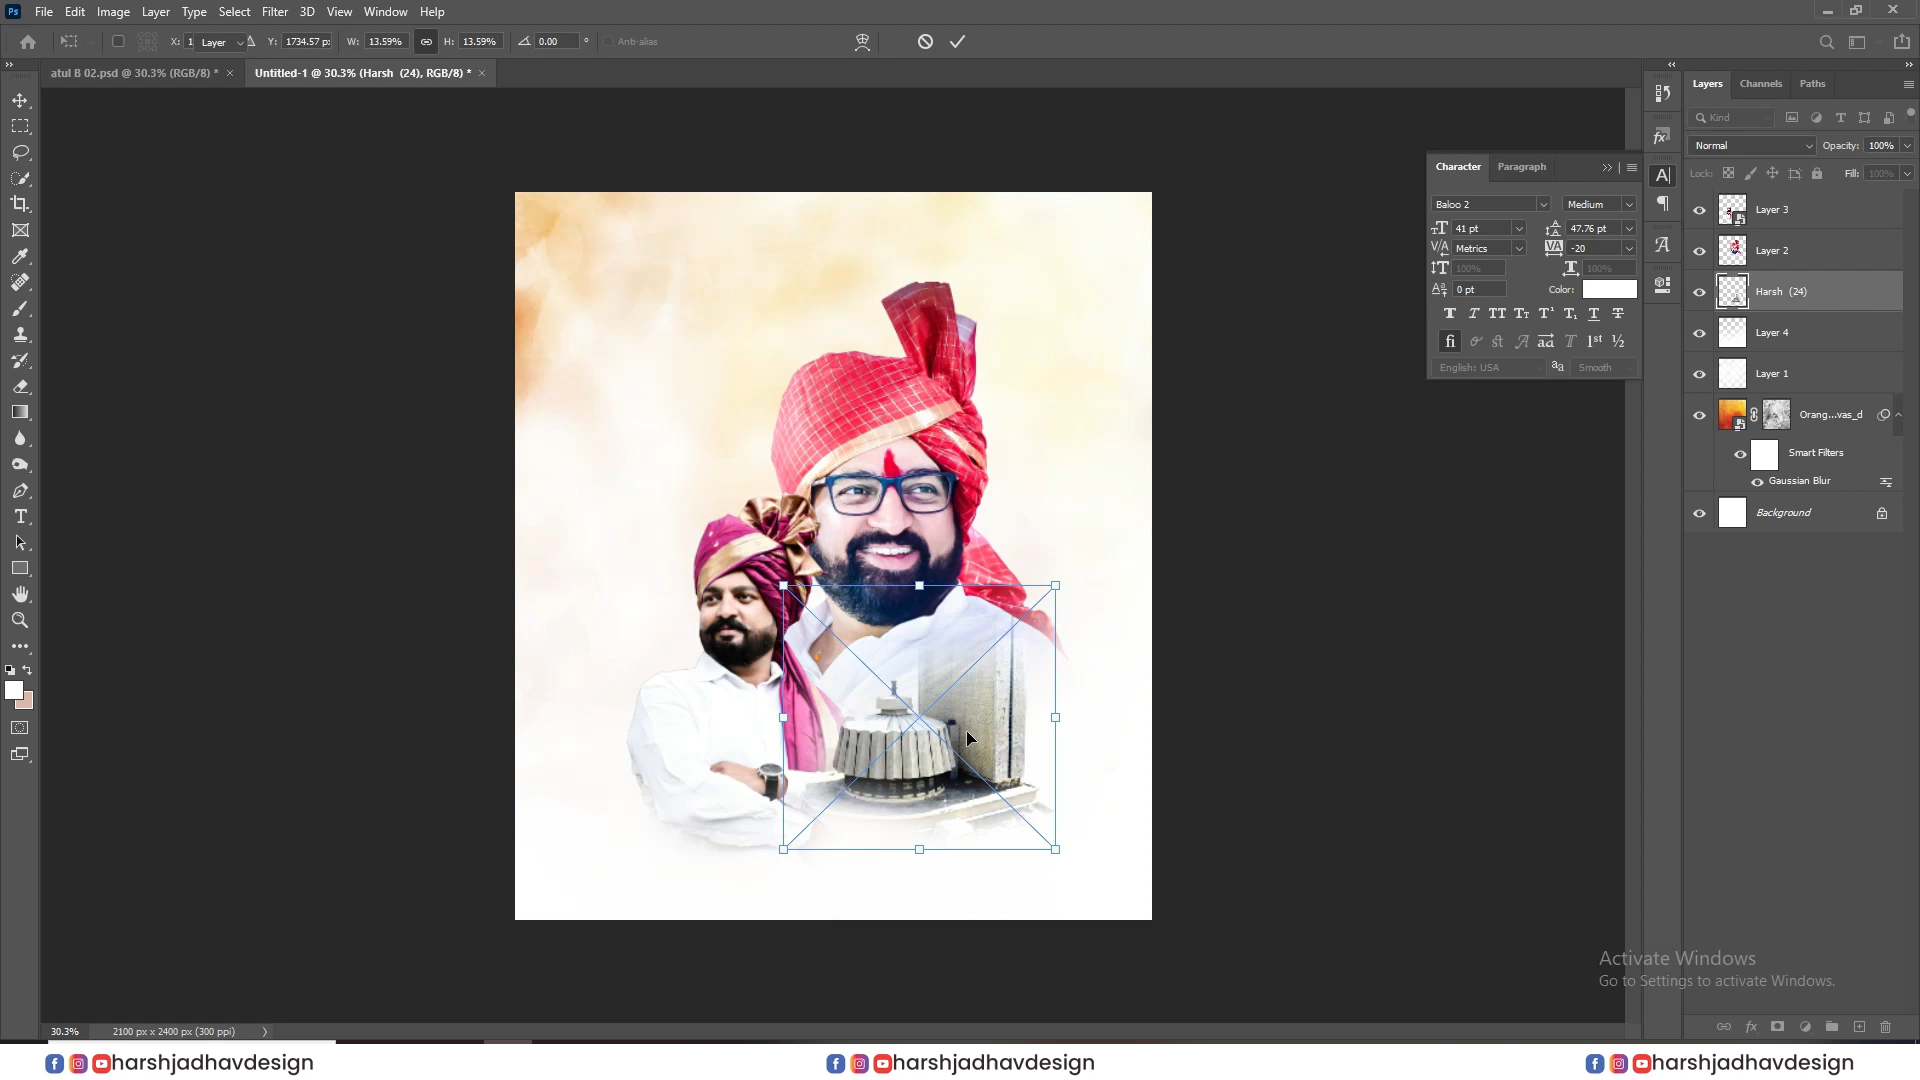 Ps File Edit Image Layer Type Select Filter 3D View Window Help
X: 1 Layer Y: 1734.57 p: W: 13.59% H: 13.59% 0.00 ° Anti-alias
atul B 02.psd @ 30.3% (RGB/8) * × Untitled-1 @ 30.3% (Harsh (24), RGB/8) * ×
Layers Channels Paths
Kind
Normal Opacity: 100%
Lock: Fill: 100%
Layer 3
Layer 2
Harsh (24)
Layer 4
Layer 1
Orang...vas_d
Smart Filters
Gaussian Blur
Background
Character Paragraph
Baloo 2 Medium
41 pt 47.76 pt
Metrics -20
100% 100%
0 pt Color:
English: USA aa Smooth
Activate Windows
Go to Settings to activate Windows.
30.3% 2100 px x 2400 px (300 ppi)
harshjadhavdesign harshjadhavdesign harshjadhavdesign